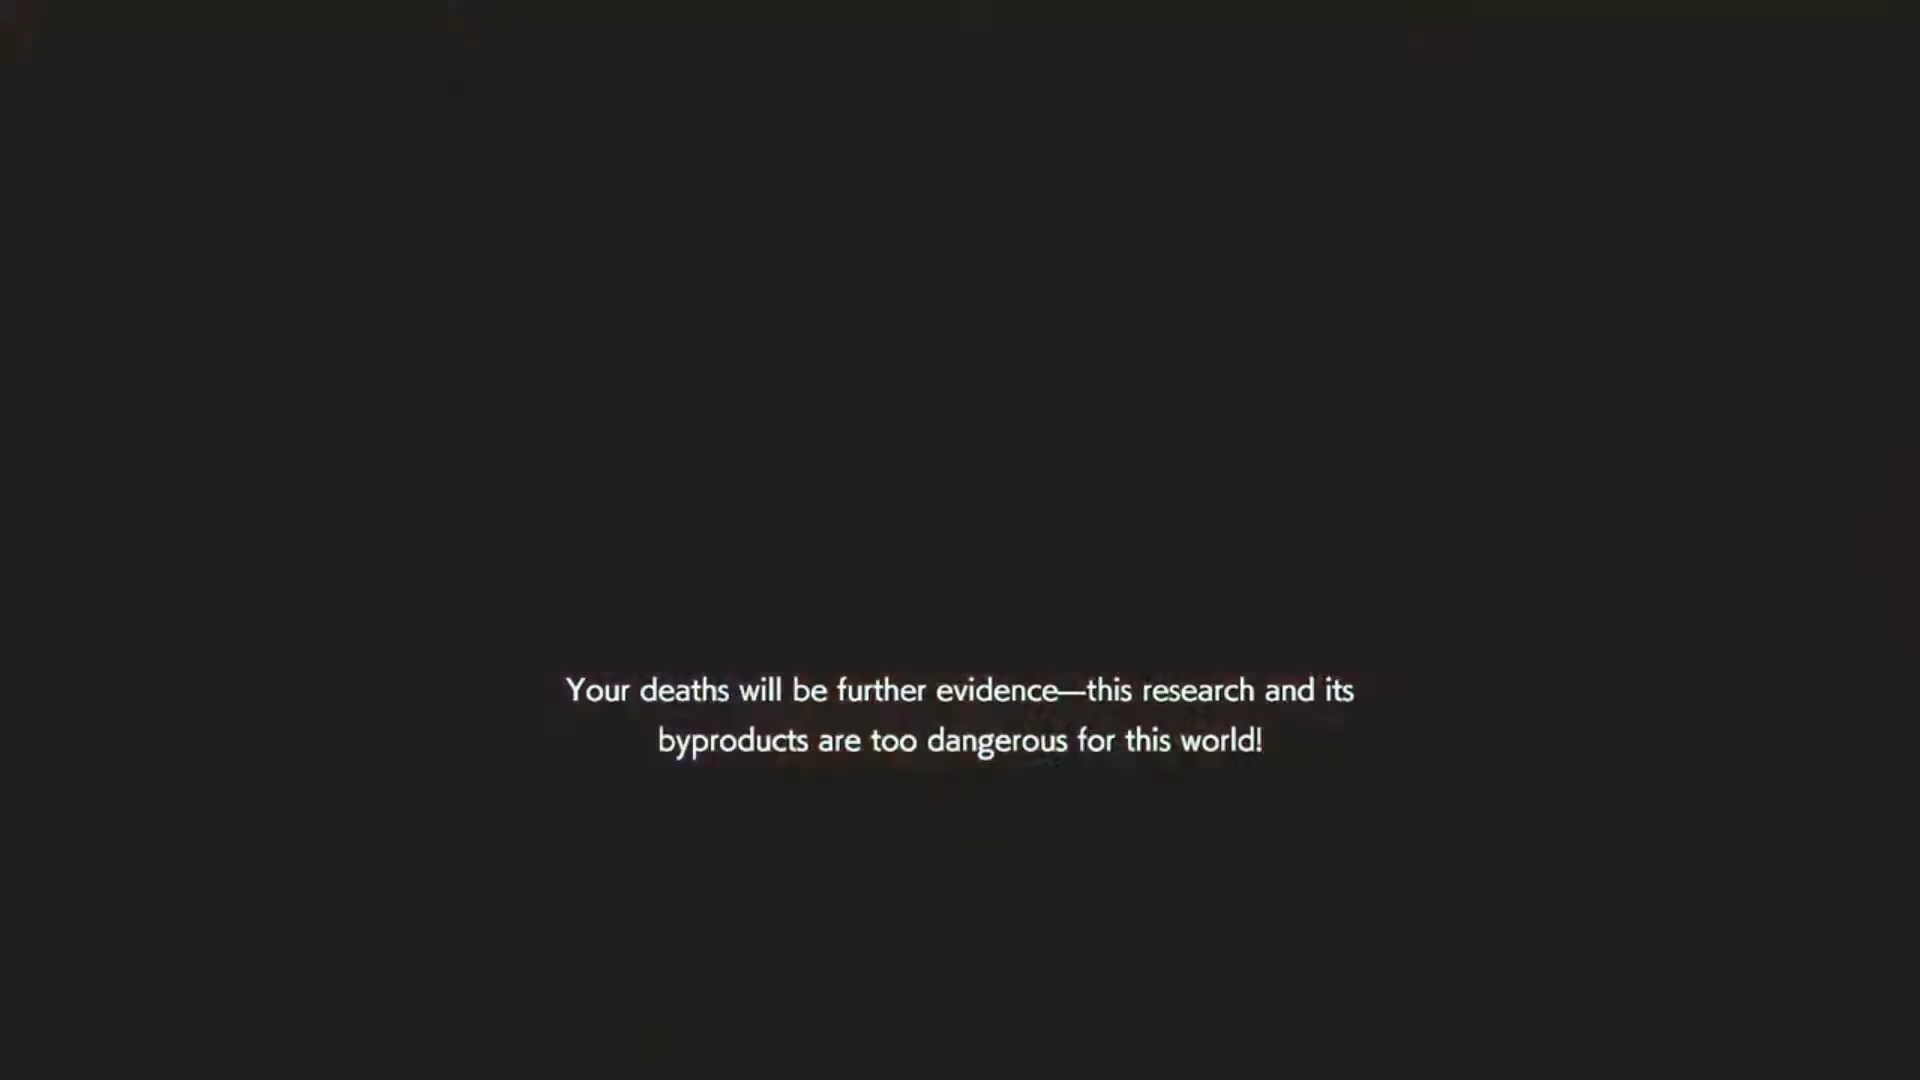 Your deaths will be further evidence—this research and its
byproducts are too dangerous for this world!